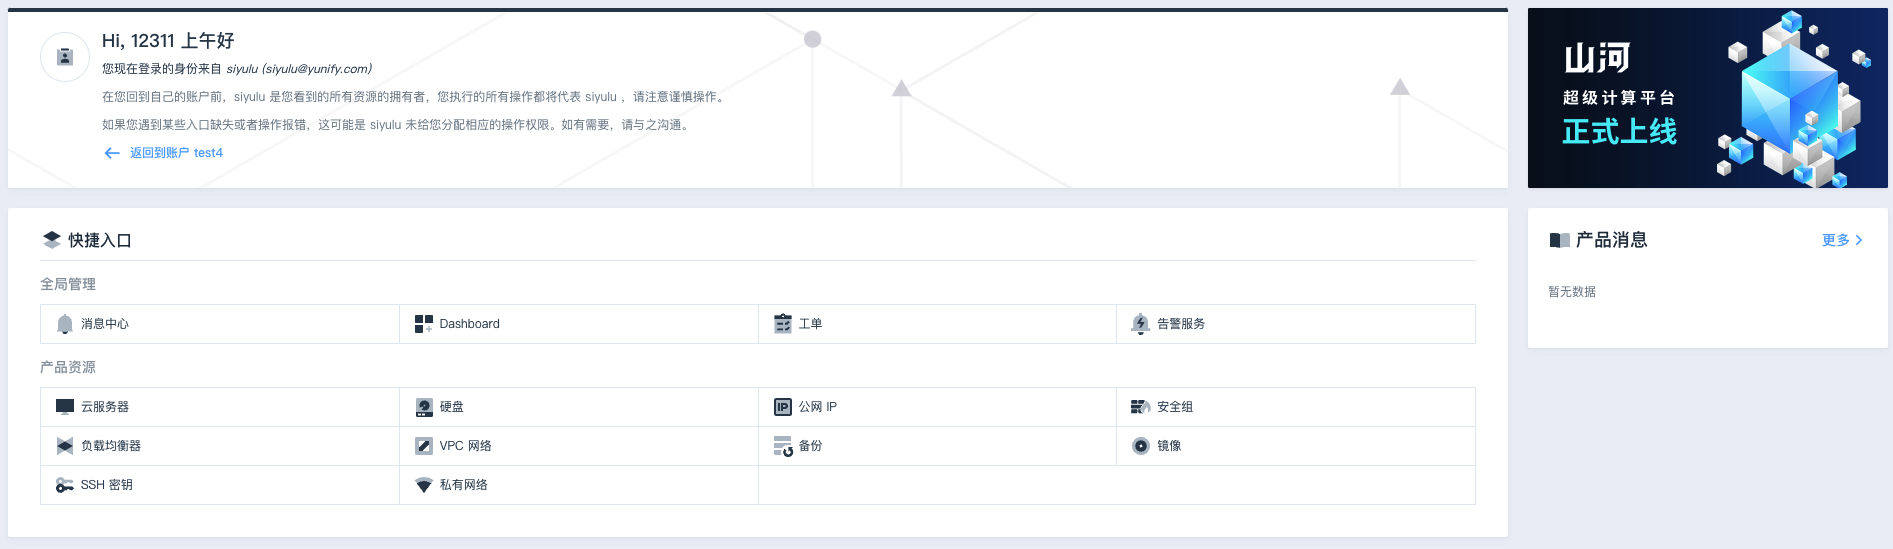 Hi, 12311 上午好
您现在登录的身份来自 siyulu (siyulu@yunify.com)
在您回到自己的账户前，siyulu 是您看到的所有资源的拥有者，您执行的所有操作都将代表 siyulu ，请注意谨慎操作。
如果您遇到某些入口缺失或者操作报错，这可能是 siyulu 未给您分配相应的操作权限。如有需要，请与之沟通。
返回到账户 test4
山河
超级计算平台
正式上线
快捷入口
全局管理
消息中心
Dashboard
工单
告警服务
产品资源
云服务器
硬盘
IP
公网 IP
安全组
负载均衡器
VPC 网络
备份
镜像
SSH 密钥
私有网络
产品消息
更多
暂无数据